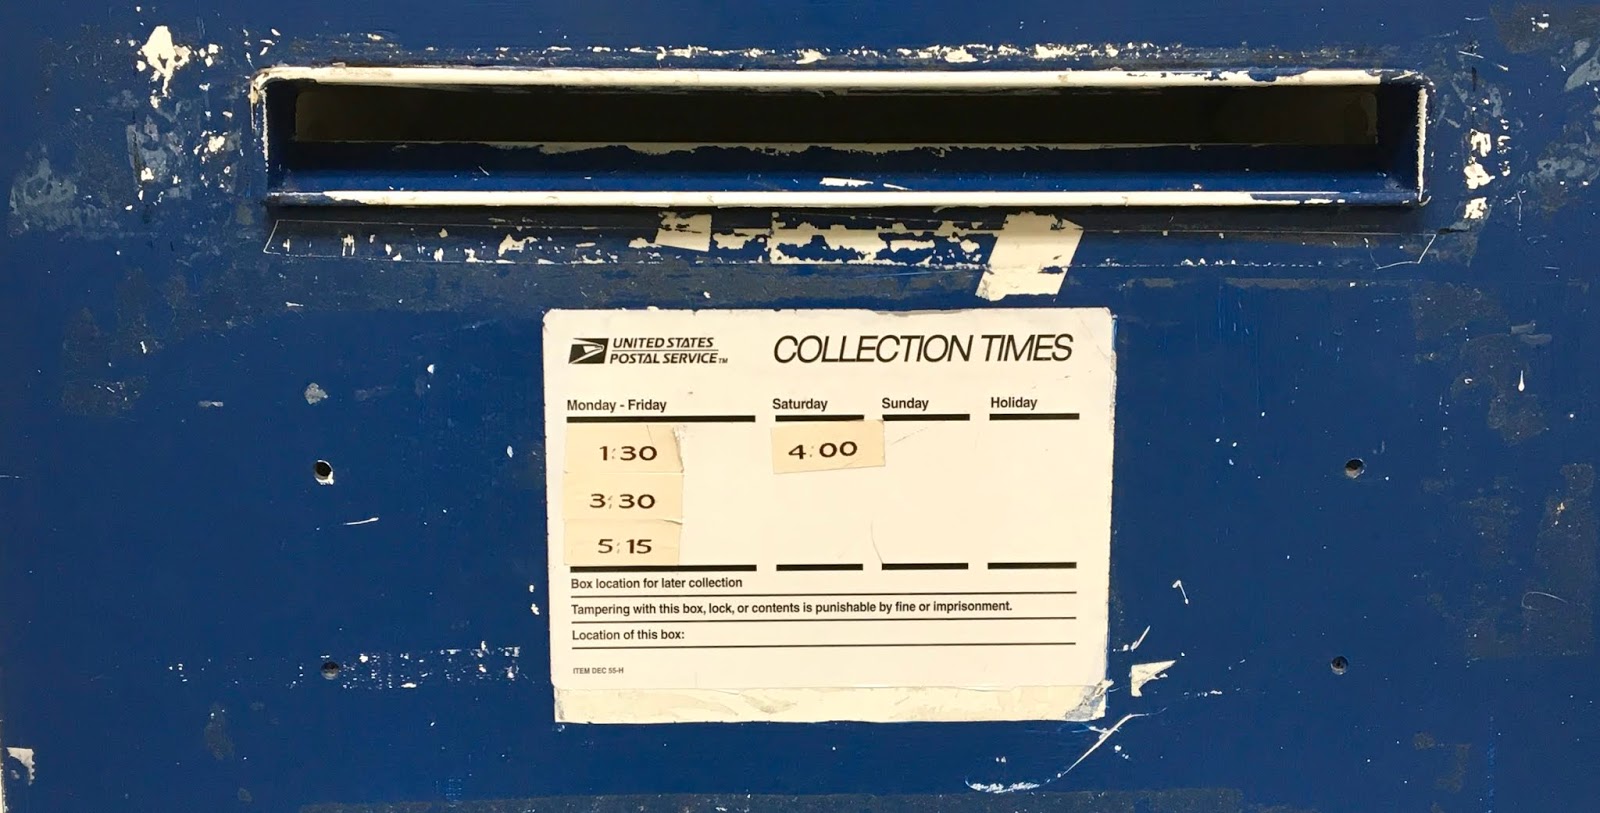 UNITED STATES
POSTAL SERVICE™
COLLECTION TIMES
Monday - Friday Saturday Sunday Holiday
1:30 4:00
3:30
5:15
Box location for later collection
Tampering with this box, lock, or contents is punishable by fine or imprisonment.
Location of this box:
ITEM DEC 55-H